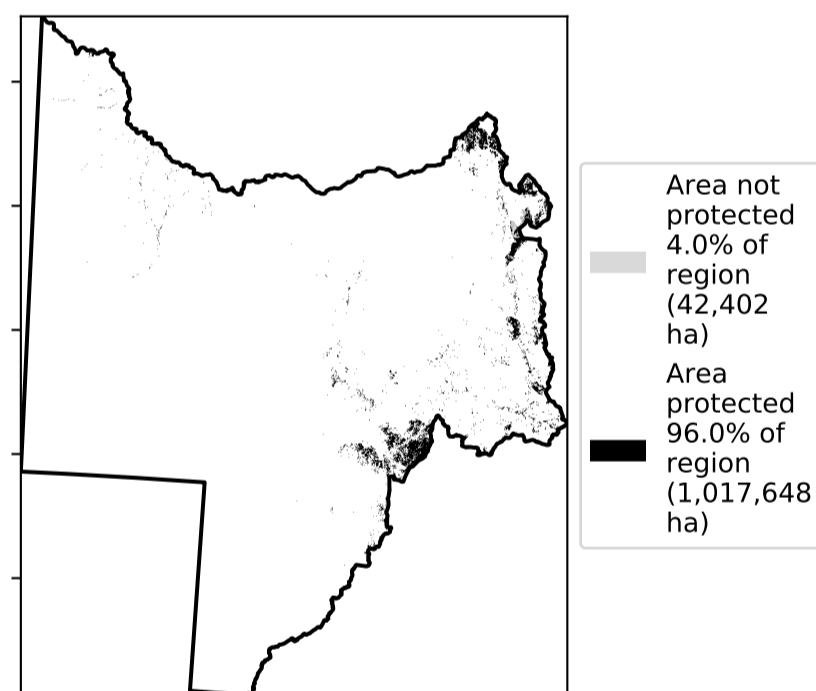 Area not
protected
4.0% of
region
(42,402
ha)
Area
protected
96.0% of
region
(1,017,648
ha)